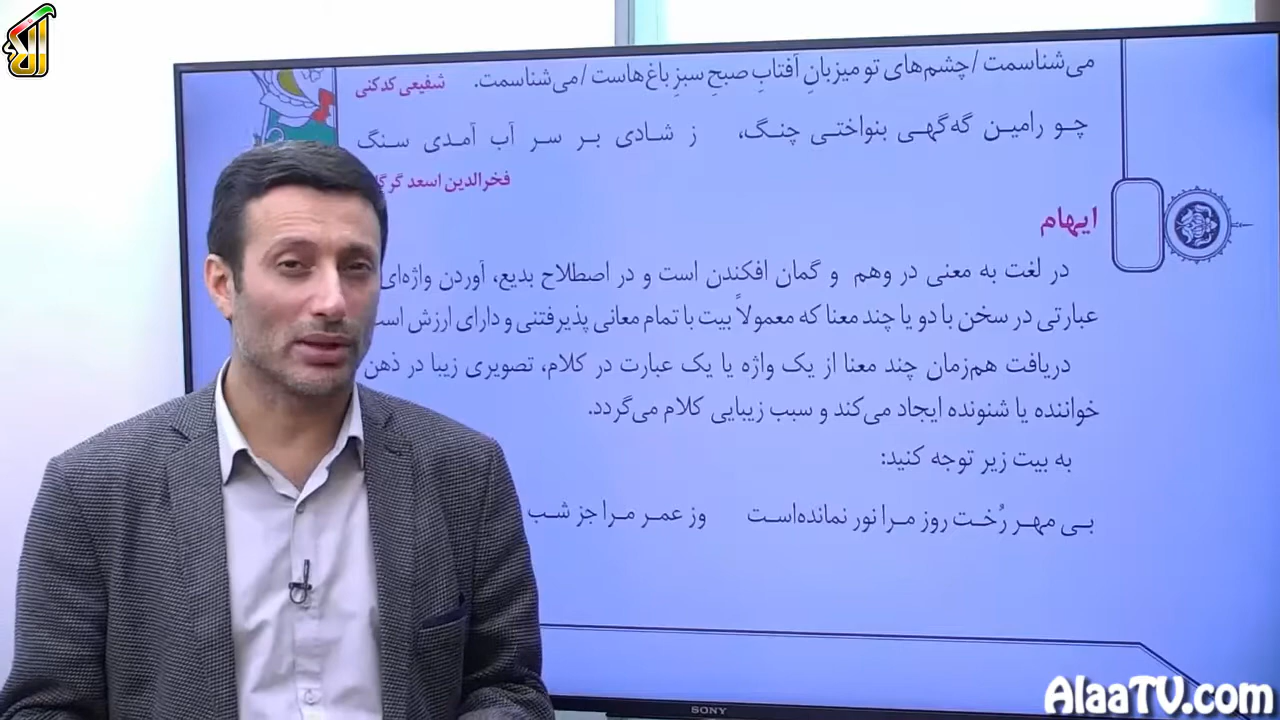 می‌شناسمت / چشم‌های تو میزبانِ آفتابِ صبحِ سبزِ باغ‌هاست / می‌شناسمت. شفیعی کدکنی
چو رامین گه‌گهی بنواختی چنگ، ز شادی بر سر آب آمدی سنگ
فخرالدین اسعد
ایهام
در لغت به معنی در وهم و گمان افکندن است و در اصطلاح بدیع، آوردن واژه‌ای
عبارتی در سخن با دو یا چند معنا که معمولاً بیت با تمام معانی پذیرفتنی و دارای ارزش است
دریافت هم‌زمان چند معنا از یک واژه یا یک عبارت در کلام، تصویری زیبا در ذهن
خواننده یا شنونده ایجاد می‌کند و سبب زیبایی کلام می‌گردد.
به بیت زیر توجه کنید:
بی مهر رُخت روز مرا نور نمانده‌است وز عمر مرا جز شب
SONY
AlaaTV.com